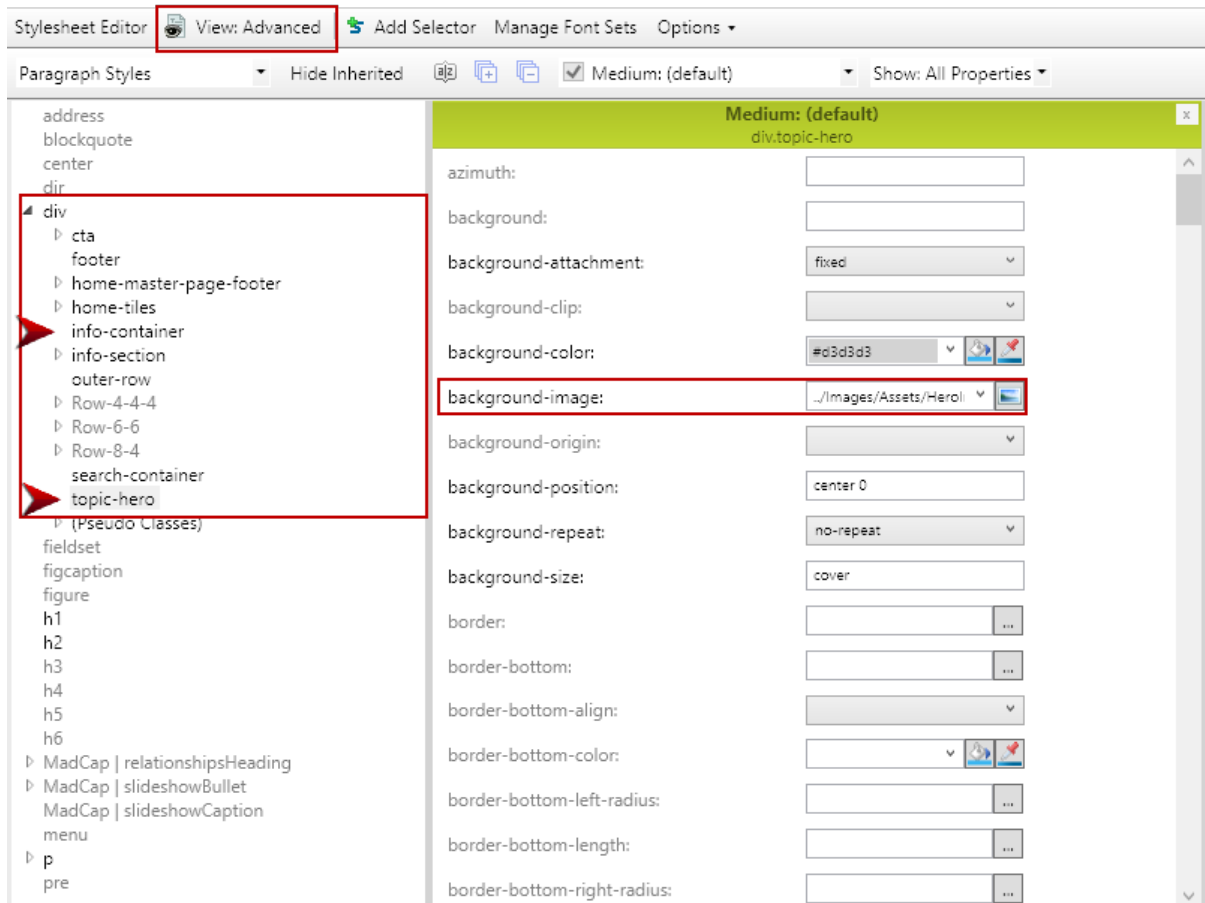 Stylesheet Editor View: Advanced Add Selector Manage Font Sets Options
Paragraph Styles Hide Inherited a|z Medium: (default) Show: All Properties
address
blockquote
center
dir
div
cta
footer
home-master-page-footer
home-tiles
info-container
info-section
outer-row
Row-4-4-4
Row-6-6
Row-8-4
search-container
topic-hero
(Pseudo Classes)
fieldset
figcaption
figure
h1
h2
h3
h4
h5
h6
MadCap | relationshipsHeading
MadCap | slideshowBullet
MadCap | slideshowCaption
menu
p
pre
Medium: (default) x
div.topic-hero
azimuth:
background:
background-attachment: fixed
background-clip:
background-color: #d3d3d3
background-image: ../Images/Assets/HeroI
background-origin:
background-position: center 0
background-repeat: no-repeat
background-size: cover
border: ...
border-bottom: ...
border-bottom-align:
border-bottom-color:
border-bottom-left-radius: ...
border-bottom-length: ...
border-bottom-right-radius: ...